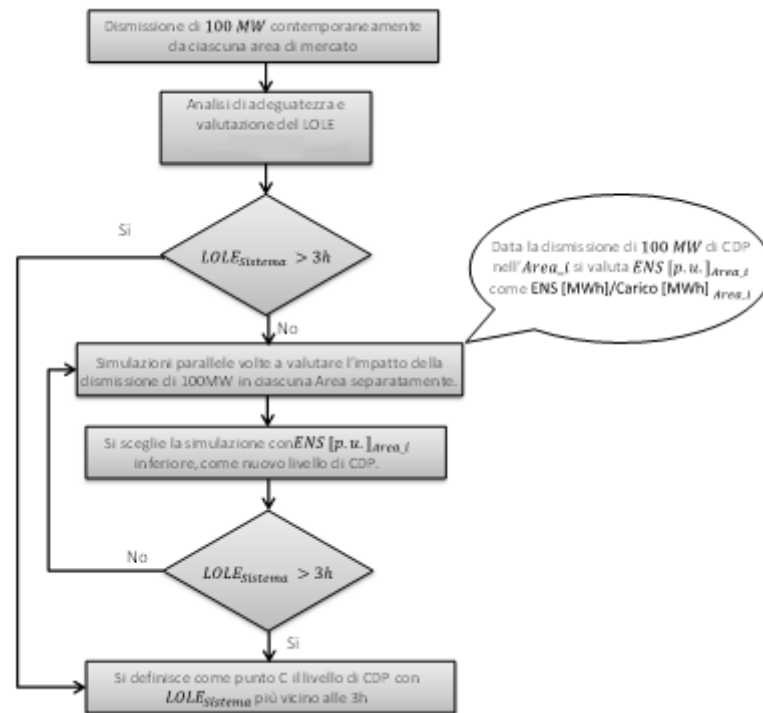 Dismissione di 100 MW contemporaneamente
da ciascuna area di mercato
Analisi di adeguatezza e
valutazione del LOLE
Si
LOLE_Sistema > 3h
Data la dismissione di 100 MW di CDP
nell'Area_i si valuta ENS [p.u.]_Area_i
come ENS [MWh]/Carico [MWh]_Area_i
No
Simulazioni parallele volte a valutare l'impatto della
dismissione di 100MW in ciascuna Area separatamente.
Si sceglie la simulazione con ENS [p.u.]_Area_i
inferiore, come nuovo livello di CDP.
No
LOLE_Sistema > 3h
Si
Si definisce come punto C il livello di CDP con
LOLE_Sistema più vicino alle 3h